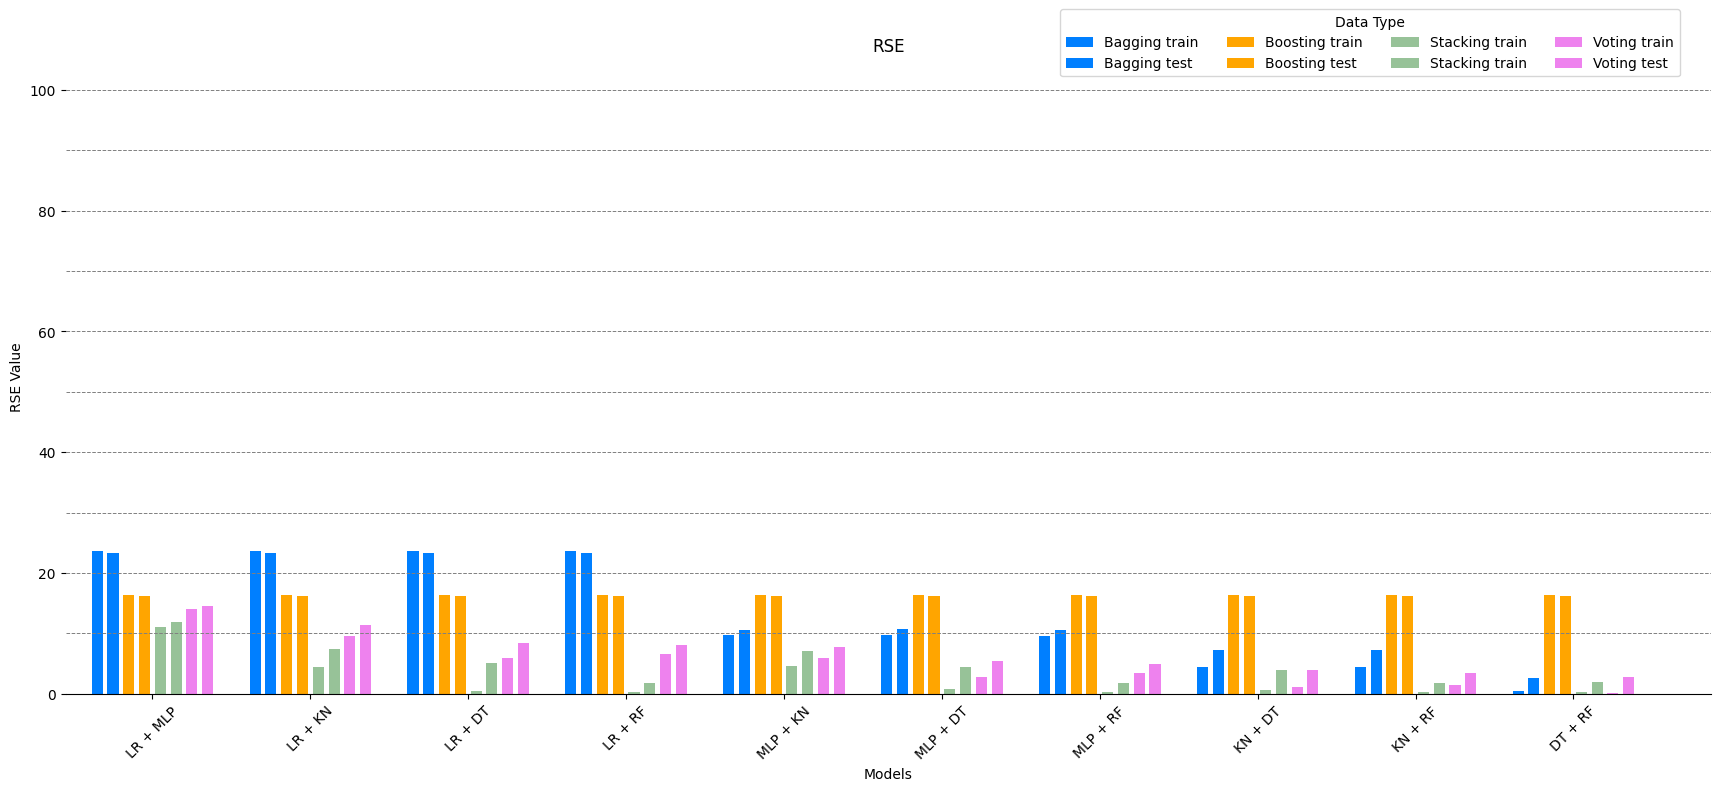 RSE
Data Type
Bagging train Boosting train Stacking train Voting train
Bagging test Boosting test Stacking train Voting test
100
80
60
40
20
0
RSE Value
LR + MLP LR + KN LR + DT LR + RF MLP + KN MLP + DT MLP + RF KN + DT KN + RF DT + RF
Models